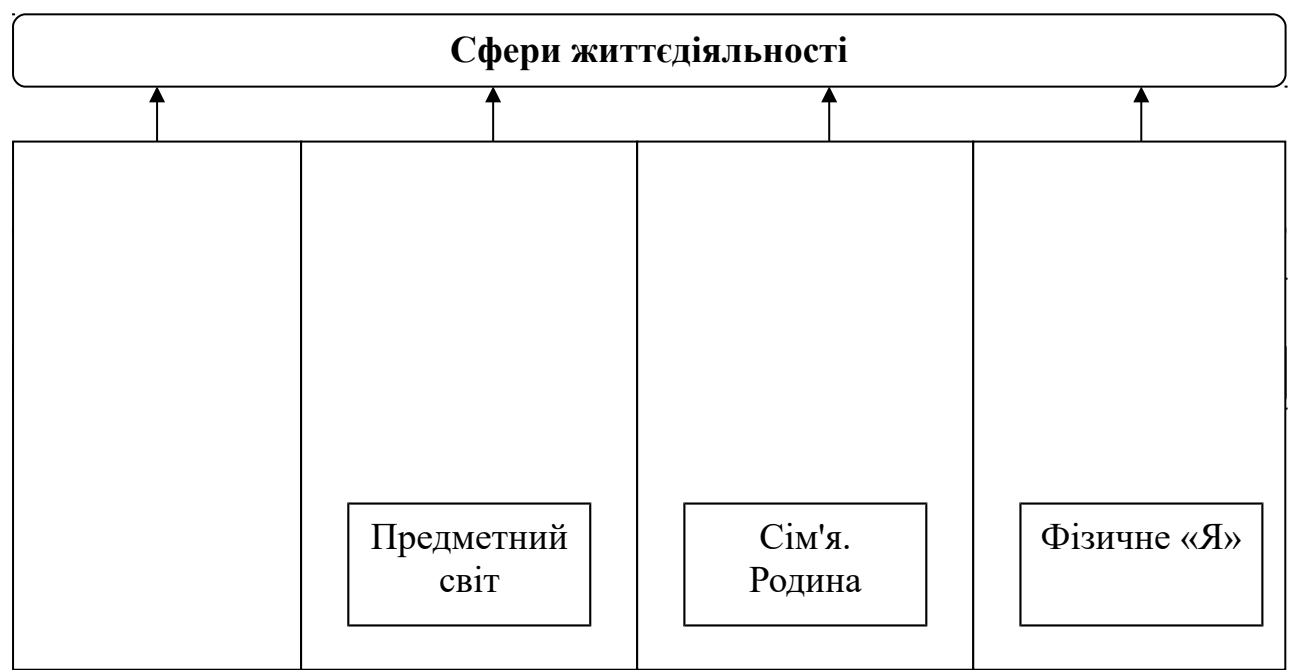 Сфери життєдіяльності
Предметний
світ
Сім'я.
Родина
Фізичне «Я»